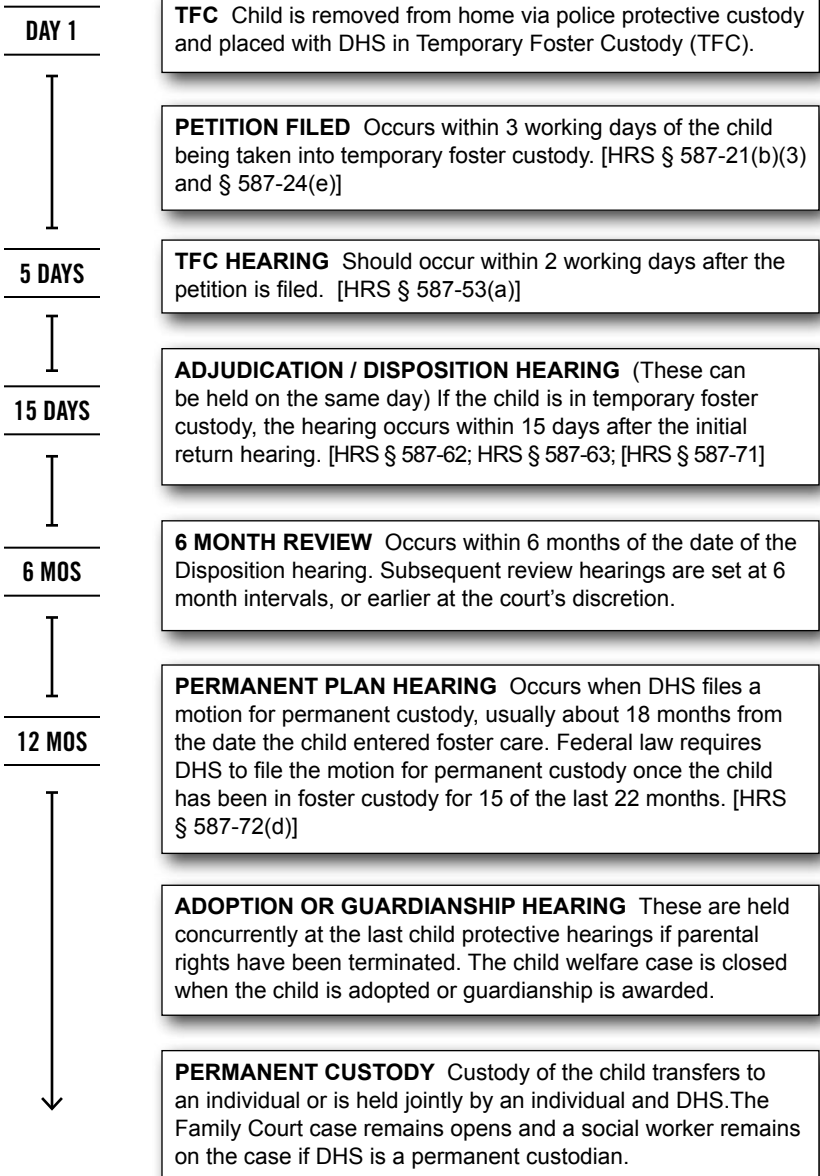 DAY 1
TFC Child is removed from home via police protective custody
and placed with DHS in Temporary Foster Custody (TFC).
PETITION FILED Occurs within 3 working days of the child
being taken into temporary foster custody. [HRS § 587-21(b)(3)
and § 587-24(e)]
5 DAYS
TFC HEARING Should occur within 2 working days after the
petition is filed. [HRS § 587-53(a)]
15 DAYS
ADJUDICATION / DISPOSITION HEARING (These can
be held on the same day) If the child is in temporary foster
custody, the hearing occurs within 15 days after the initial
return hearing. [HRS § 587-62; HRS § 587-63; [HRS § 587-71]
6 MOS
6 MONTH REVIEW Occurs within 6 months of the date of the
Disposition hearing. Subsequent review hearings are set at 6
month intervals, or earlier at the court's discretion.
12 MOS
PERMANENT PLAN HEARING Occurs when DHS files a
motion for permanent custody, usually about 18 months from
the date the child entered foster care. Federal law requires
DHS to file the motion for permanent custody once the child
has been in foster custody for 15 of the last 22 months. [HRS
§ 587-72(d)]
ADOPTION OR GUARDIANSHIP HEARING These are held
concurrently at the last child protective hearings if parental
rights have been terminated. The child welfare case is closed
when the child is adopted or guardianship is awarded.
PERMANENT CUSTODY Custody of the child transfers to
an individual or is held jointly by an individual and DHS.The
Family Court case remains opens and a social worker remains
on the case if DHS is a permanent custodian.